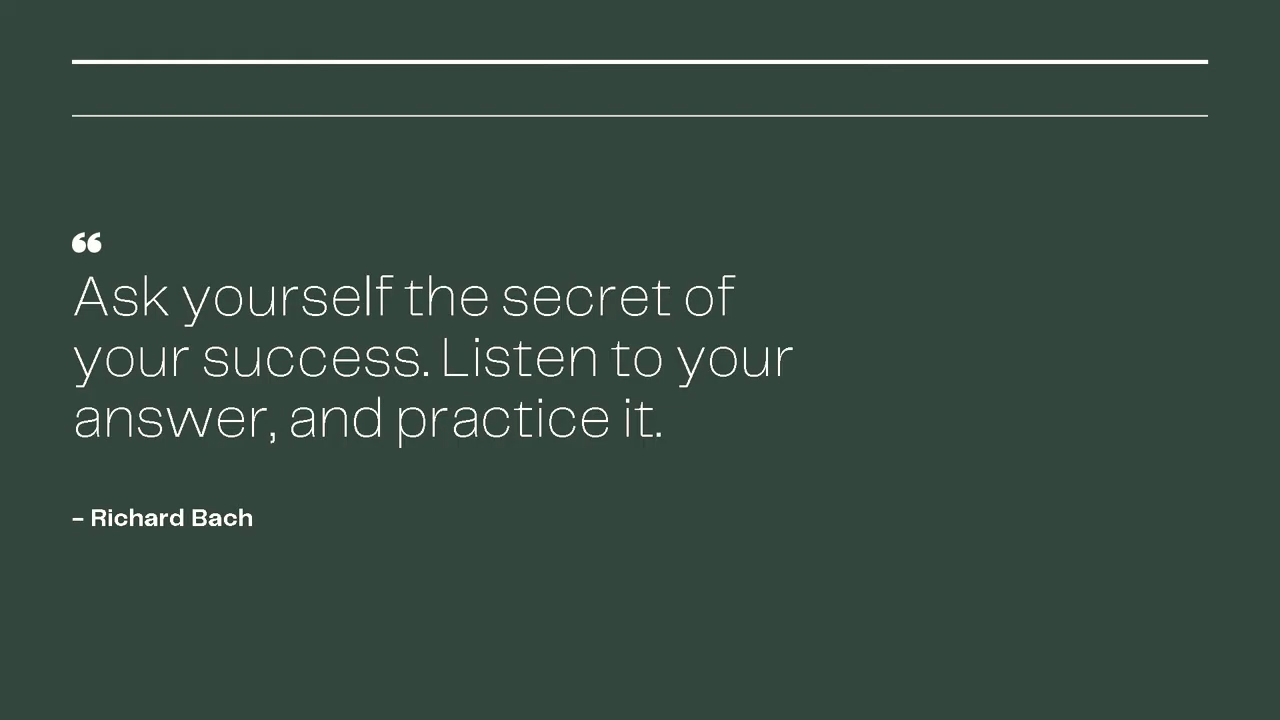 “
Ask yourself the secret of
your success. Listen to your
answer, and practice it.
– Richard Bach